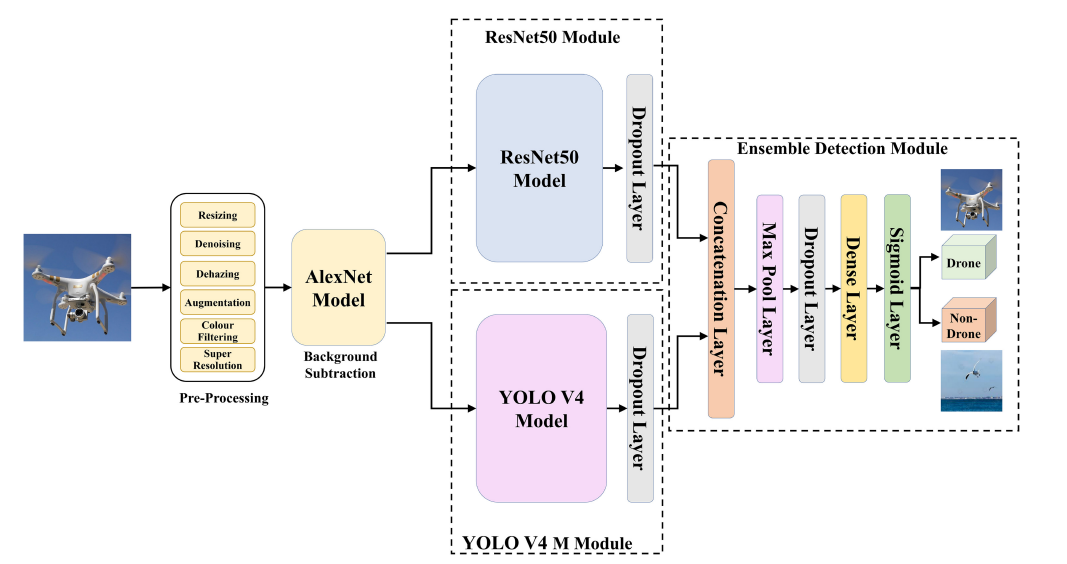 ResNet50 Module
ResNet50
Model
Dropout Layer
Resizing
Denoising
Dehazing
Augmentation
Colour
Filtering
Super
Resolution
Pre-Processing
AlexNet
Model
Background
Subtraction
YOLO V4
Model
Dropout Layer
YOLO V4 M Module
Ensemble Detection Module
Concatenation Layer
Max Pool Layer
Dropout Layer
Dense Layer
Sigmoid Layer
Drone
Non-
Drone